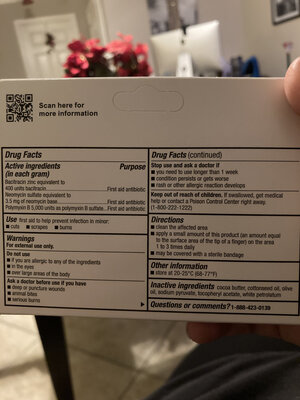 Scan here for
more information
Drug Facts
Active ingredients Purpose
(in each gram)
Bacitracin zinc equivalent to
400 units bacitracin First aid antibiotic
Neomycin sulfate equivalent to
3.5 mg of neomycin base First aid antibiotic
Polymyxin B 5,000 units as polymyxin B sulfate First aid antibiotic
Use first aid to help prevent infection in minor:
■ cuts ■ scrapes ■ burns
Warnings
For external use only.
Do not use
■ if you are allergic to any of the ingredients
■ in the eyes
■ over large areas of the body
Ask a doctor before use if you have
■ deep or puncture wounds
■ animal bites
■ serious burns
Drug Facts (continued)
Stop use and ask a doctor if
■ you need to use longer than 1 week
■ condition persists or gets worse
■ rash or other allergic reaction develops
Keep out of reach of children. If swallowed, get medical
help or contact a Poison Control Center right away.
(1-800-222-1222)
Directions
■ clean the affected area
■ apply a small amount of this product (an amount equal
to the surface area of the tip of a finger) on the area
1 to 3 times daily
■ may be covered with a sterile bandage
Other information
■ store at 20-25°C (68-77°F)
Inactive ingredients cocoa butter, cottonseed oil, olive
oil, sodium pyruvate, tocopheryl acetate, white petrolatum
Questions or comments? 1-888-423-0139